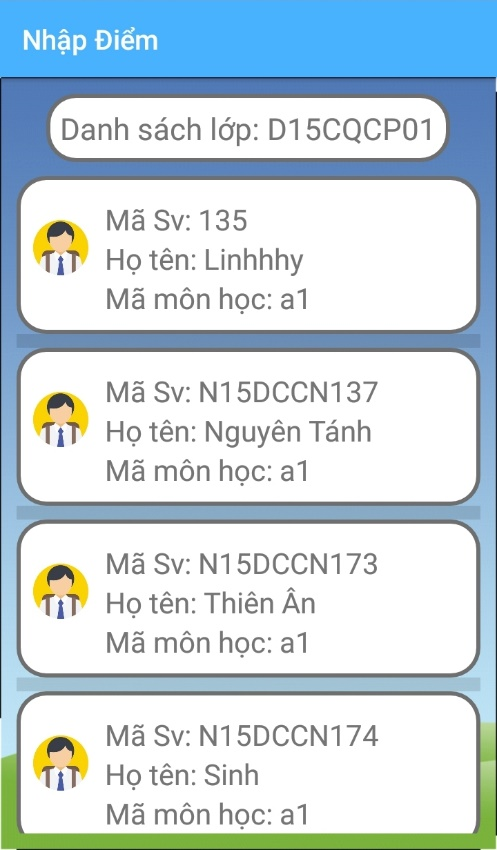 Nhập Điểm
Danh sách lớp: D15CQCP01
Mã Sv: 135
Họ tên: Linhhhy
Mã môn học: a1
Mã Sv: N15DCCN137
Họ tên: Nguyên Tánh
Mã môn học: a1
Mã Sv: N15DCCN173
Họ tên: Thiên Ân
Mã môn học: a1
Mã Sv: N15DCCN174
Họ tên: Sinh
Mã môn học: a1